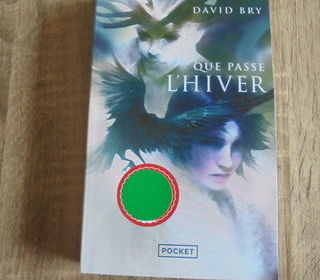 DAVID BRY
QUE PASSE
L'HIVER
POCKET